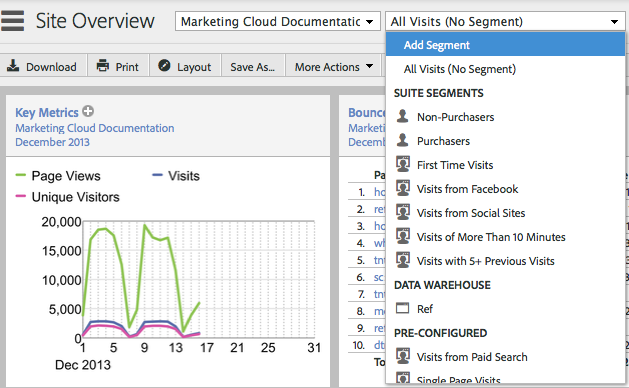 Site Overview
Marketing Cloud Documentatic
All Visits (No Segment)
Download
Print
Layout
Save As...
More Actions
Add Segment
All Visits (No Segment)
SUITE SEGMENTS
Non-Purchasers
Purchasers
First Time Visits
Visits from Facebook
Visits from Social Sites
Visits of More Than 10 Minutes
Visits with 5+ Previous Visits
DATA WAREHOUSE
Ref
PRE-CONFIGURED
Visits from Paid Search
Single Page Visits
Key Metrics
Marketing Cloud Documentation
December 2013
Page Views
Visits
Unique Visitors
20,000
15,000
10,000
5,000
0
1 5 9 13 17 21 25 31
Dec 2013
Bounce
Marketi
Decemb
Pa
1. ho
2. ref
3. ho
4. wh
5. tnt
6. sc
7. tnt
8. me
9. ref
10. dtr
To